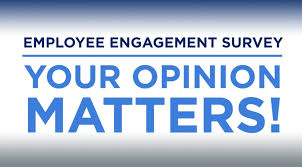 EMPLOYEE ENGAGEMENT SURVEY
YOUR OPINION
MATTERS!